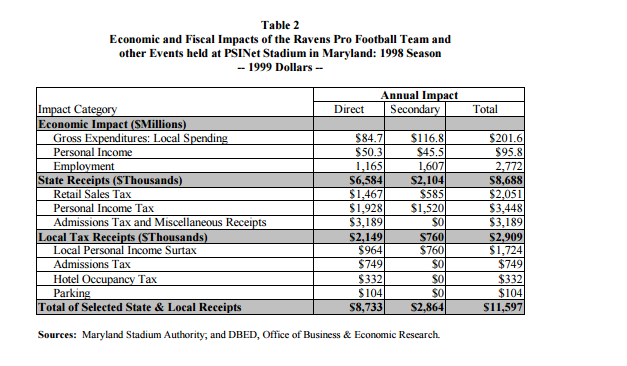 Table 2
Economic and Fiscal Impacts of the Ravens Pro Football Team and
other Events held at PSINet Stadium in Maryland: 1998 Season
-- 1999 Dollars --
Annual Impact
Impact Category Direct Secondary Total
Economic Impact ($Millions)
Gross Expenditures: Local Spending $84.7 $116.8 $201.6
Personal Income $50.3 $45.5 $95.8
Employment 1,165 1,607 2,772
State Receipts ($Thousands) $6,584 $2,104 $8,688
Retail Sales Tax $1,467 $585 $2,051
Personal Income Tax $1,928 $1,520 $3,448
Admissions Tax and Miscellaneous Receipts $3,189 $0 $3,189
Local Tax Receipts ($Thousands) $2,149 $760 $2,909
Local Personal Income Surtax $964 $760 $1,724
Admissions Tax $749 $0 $749
Hotel Occupancy Tax $332 $0 $332
Parking $104 $0 $104
Total of Selected State & Local Receipts $8,733 $2,864 $11,597
Sources: Maryland Stadium Authority; and DBED, Office of Business & Economic Research.